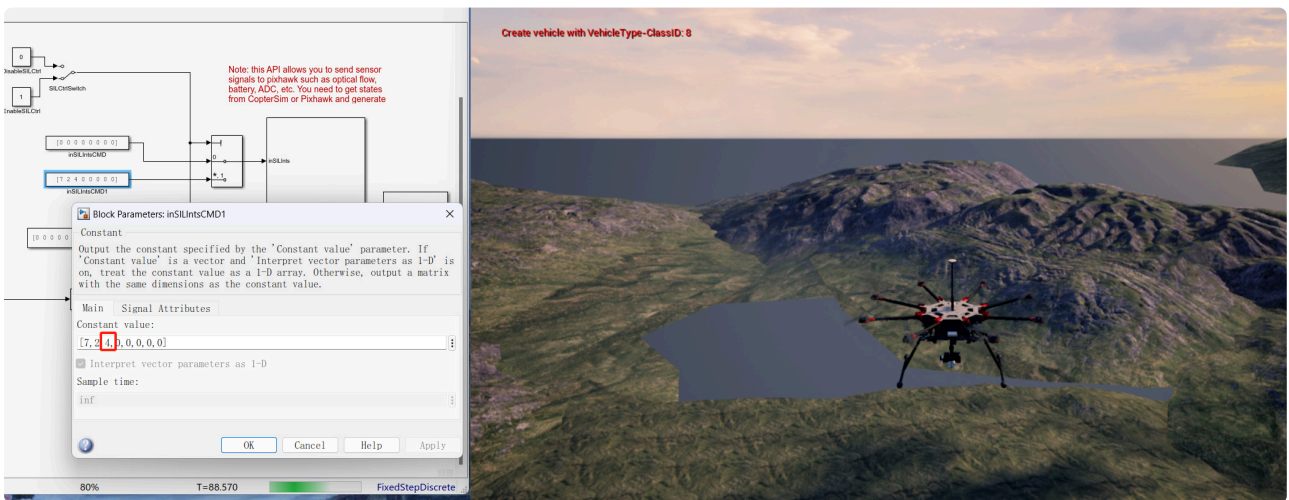 Create vehicle with VehicleType-ClassID: 8
0
DisableSILCtrl
SILCtrlSwitch
1
EnableSILCtrl
Note: this API allows you to send sensor
signals to pixhawk such as optical flow,
battery, ADC, etc. You need to get states
from CopterSim or Pixhawk and generate
[0 0 0 0 0 0 0 0]
inSILIntsCMD
0
inSILInts
[7 2 4 0 0 0 0 0]
*, 1
inSILIntsCMD1
[0 0 0 0 0
Block Parameters: inSILIntsCMD1
Constant
Output the constant specified by the 'Constant value' parameter. If
'Constant value' is a vector and 'Interpret vector parameters as 1-D' is
on, treat the constant value as a 1-D array. Otherwise, output a matrix
with the same dimensions as the constant value.
Main Signal Attributes
Constant value:
[7,2,4,0,0,0,0,0]
Interpret vector parameters as 1-D
Sample time:
inf
OK Cancel Help Apply
80% T=88.570 FixedStepDiscrete